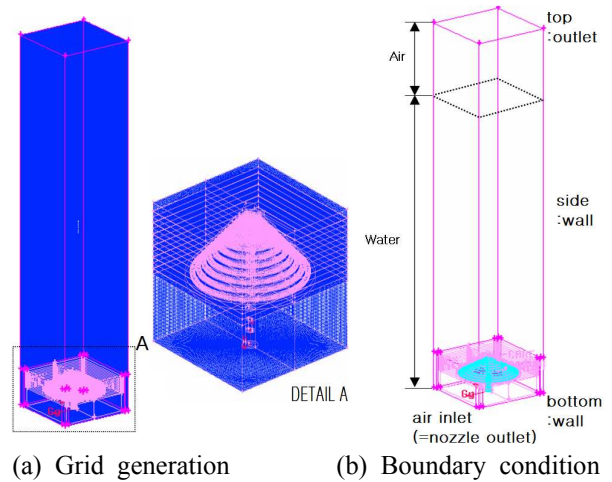 A
DETAIL A
(a) Grid generation
top
:outlet
Air
Water
side
:wall
bottom
:wall
air inlet
(=nozzle outlet)
(b) Boundary condition